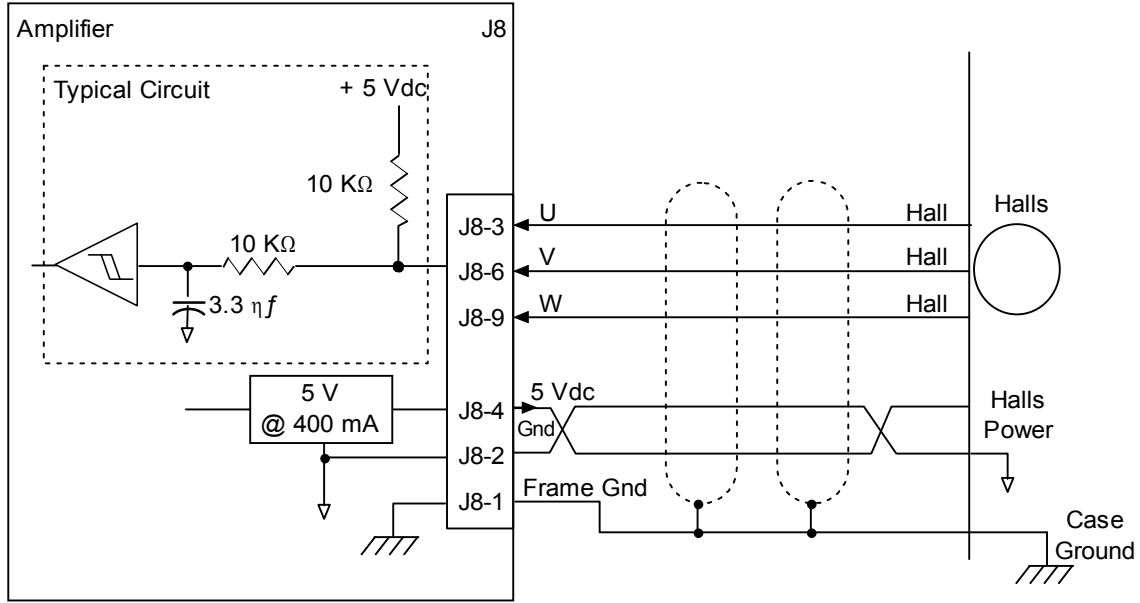 Amplifier
J8
Typical Circuit
+ 5 Vdc
10 KΩ
10 KΩ
3.3 ηƒ
5 V
@ 400 mA
J8-3
J8-6
J8-9
J8-4
J8-2
J8-1
U
V
W
5 Vdc
Gnd
Frame Gnd
Hall
Hall
Hall
Halls
Halls
Power
Case
Ground